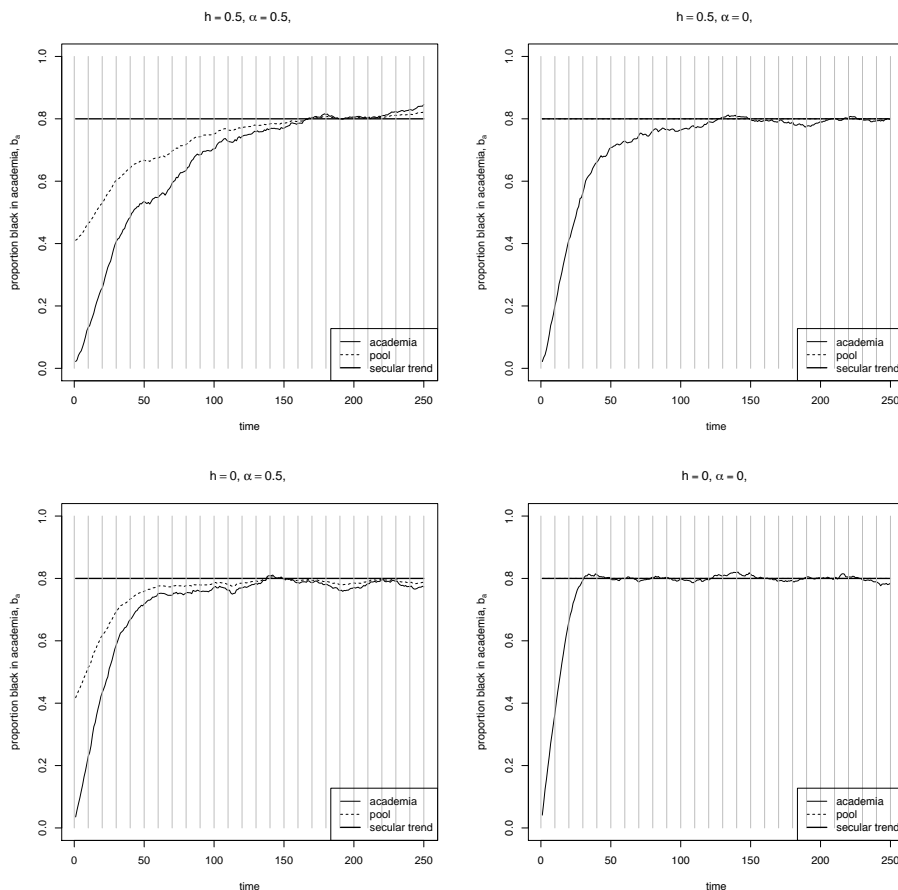 h = 0.5, α = 0.5,
proportion black in academia, bₐ
1.0
0.8
0.6
0.4
0.2
0.0
academia
pool
secular trend
0 50 100 150 200 250
time
h = 0.5, α = 0,
proportion black in academia, bₐ
1.0
0.8
0.6
0.4
0.2
0.0
academia
pool
secular trend
0 50 100 150 200 250
time
h = 0, α = 0.5,
proportion black in academia, bₐ
1.0
0.8
0.6
0.4
0.2
0.0
academia
pool
secular trend
0 50 100 150 200 250
time
h = 0, α = 0,
proportion black in academia, bₐ
1.0
0.8
0.6
0.4
0.2
0.0
academia
pool
secular trend
0 50 100 150 200 250
time